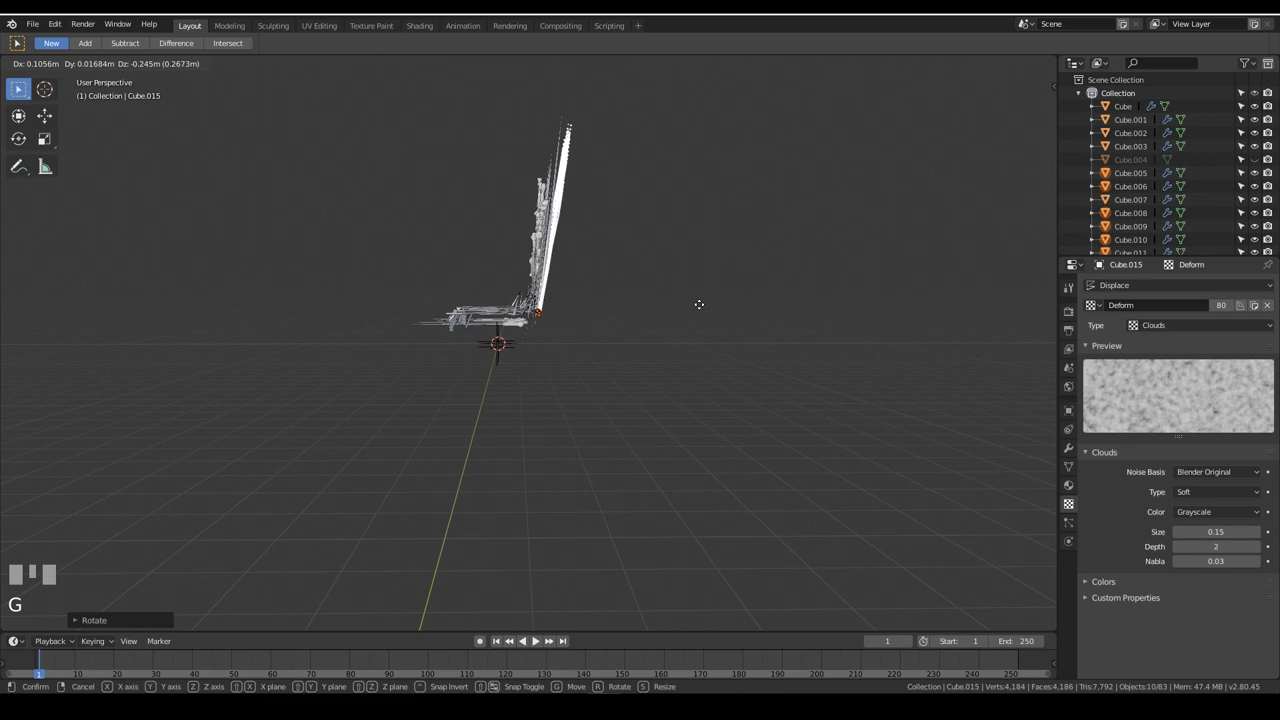 File Edit Render Window Help Layout Modeling Sculpting UV Editing Texture Paint Shading Animation Rendering Compositing Scripting + Scene View Layer
New Add Subtract Difference Intersect
Dx: 0.1056m Dy: 0.01684m Dz: -0.245m (0.2673m)
User Perspective
(1) Collection | Cube.015
Scene Collection
Collection
Cube
Cube.001
Cube.002
Cube.003
Cube.004
Cube.005
Cube.006
Cube.007
Cube.008
Cube.009
Cube.010
Cube.011
Cube.015 Deform
Displace
Deform 80
Type Clouds
Preview
Clouds
Noise Basis Blender Original
Type Soft
Color Grayscale
Size 0.15
Depth 2
Nabla 0.03
Colors
Custom Properties
G
Rotate
Playback Keying View Marker 1 Start: 1 End: 250
1 10 20 30 40 50 60 70 80 90 100 110 120 130 140 150 160 170 180 190 200 210 220 230 240 250
Confirm Cancel X X axis Y Y axis Z Z axis X X plane Y Y plane Z Z plane Snap Invert Snap Toggle G Move R Rotate S Resize Collection | Cube.015 | Verts:4,184 | Faces:4,186 | Tris:7,792 | Objects:10/83 | Mem: 47.4 MB | v2.80.45